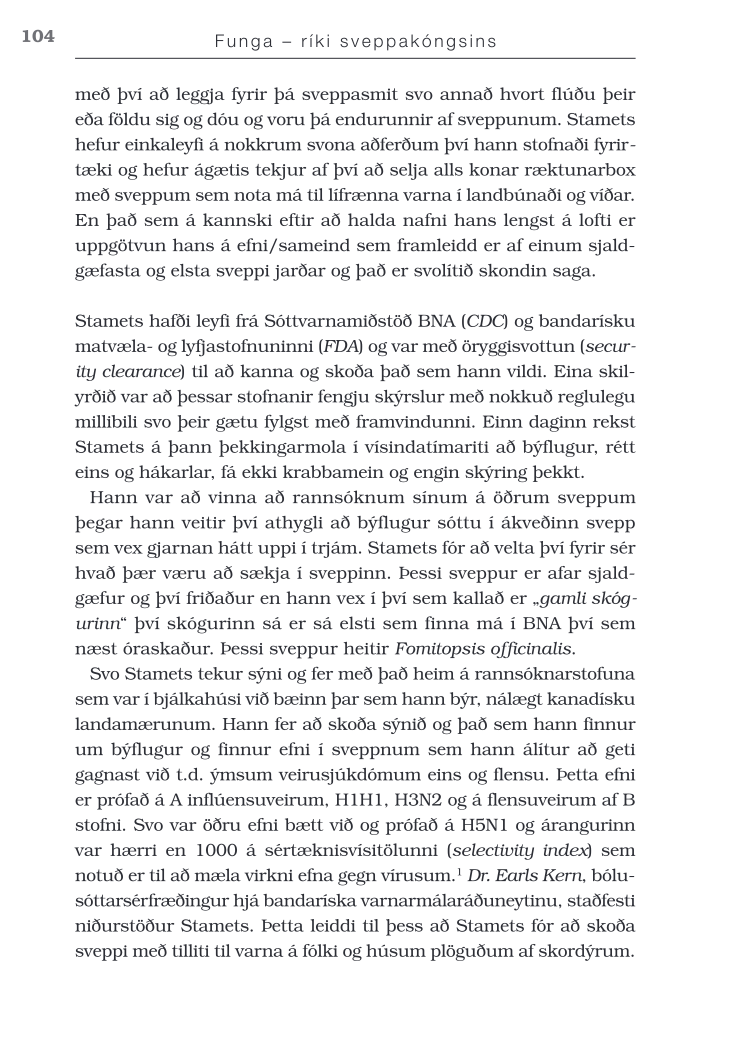 104
Funga – ríki sveppakóngsins
með því að leggja fyrir þá sveppasmit svo annað hvort flúðu þeir
eða földu sig og dóu og voru þá endurunnir af sveppunum. Stamets
hefur einkaleyfi á nokkrum svona aðferðum því hann stofnaði fyrir-
tæki og hefur ágætis tekjur af því að selja alls konar ræktunarbox
með sveppum sem nota má til lífrænna varna í landbúnaði og víðar.
En það sem á kannski eftir að halda nafni hans lengst á lofti er
uppgötvun hans á efni/sameind sem framleidd er af einum sjald-
gæfasta og elsta sveppi jarðar og það er svolítið skondin saga.
Stamets hafði leyfi frá Sóttvarnamiðstöð BNA (CDC) og bandarísku
matvæla- og lyfjastofnuninni (FDA) og var með öryggisvottun (secur-
ity clearance) til að kanna og skoða það sem hann vildi. Eina skil-
yrðið var að þessar stofnanir fengju skýrslur með nokkuð reglulegu
millibili svo þeir gætu fylgst með framvindunni. Einn daginn rekst
Stamets á þann þekkingarmola í vísindatímariti að býflugur, rétt
eins og hákarlar, fá ekki krabbamein og engin skýring þekkt.
Hann var að vinna að rannsóknum sínum á öðrum sveppum
þegar hann veitir því athygli að býflugur sóttu í ákveðinn svepp
sem vex gjarnan hátt uppi í trjám. Stamets fór að velta því fyrir sér
hvað þær væru að sækja í sveppinn. Þessi sveppur er afar sjald-
gæfur og því friðaður en hann vex í því sem kallað er „gamli skóg-
urinn“ því skógurinn sá er sá elsti sem finna má í BNA því sem
næst óraskaður. Þessi sveppur heitir Fomitopsis officinalis.
Svo Stamets tekur sýni og fer með það heim á rannsóknarstofuna
sem var í bjálkahúsi við bæinn þar sem hann býr, nálægt kanadísku
landamærunum. Hann fer að skoða sýnið og það sem hann finnur
um býflugur og finnur efni í sveppnum sem hann álítur að geti
gagnast við t.d. ýmsum veirusjúkdómum eins og flensu. Þetta efni
er prófað á A inflúensuveirum, H1H1, H3N2 og á flensuveirum af B
stofni. Svo var öðru efni bætt við og prófað á H5N1 og árangurinn
var hærri en 1000 á sértæknisvísitölunni (selectivity index) sem
notuð er til að mæla virkni efna gegn vírusum.¹ Dr. Earls Kern, bólu-
sóttarsérfræðingur hjá bandaríska varnarmálaráðuneytinu, staðfesti
niðurstöður Stamets. Þetta leiddi til þess að Stamets fór að skoða
sveppi með tilliti til varna á fólki og húsum plöguðum af skordýrum.